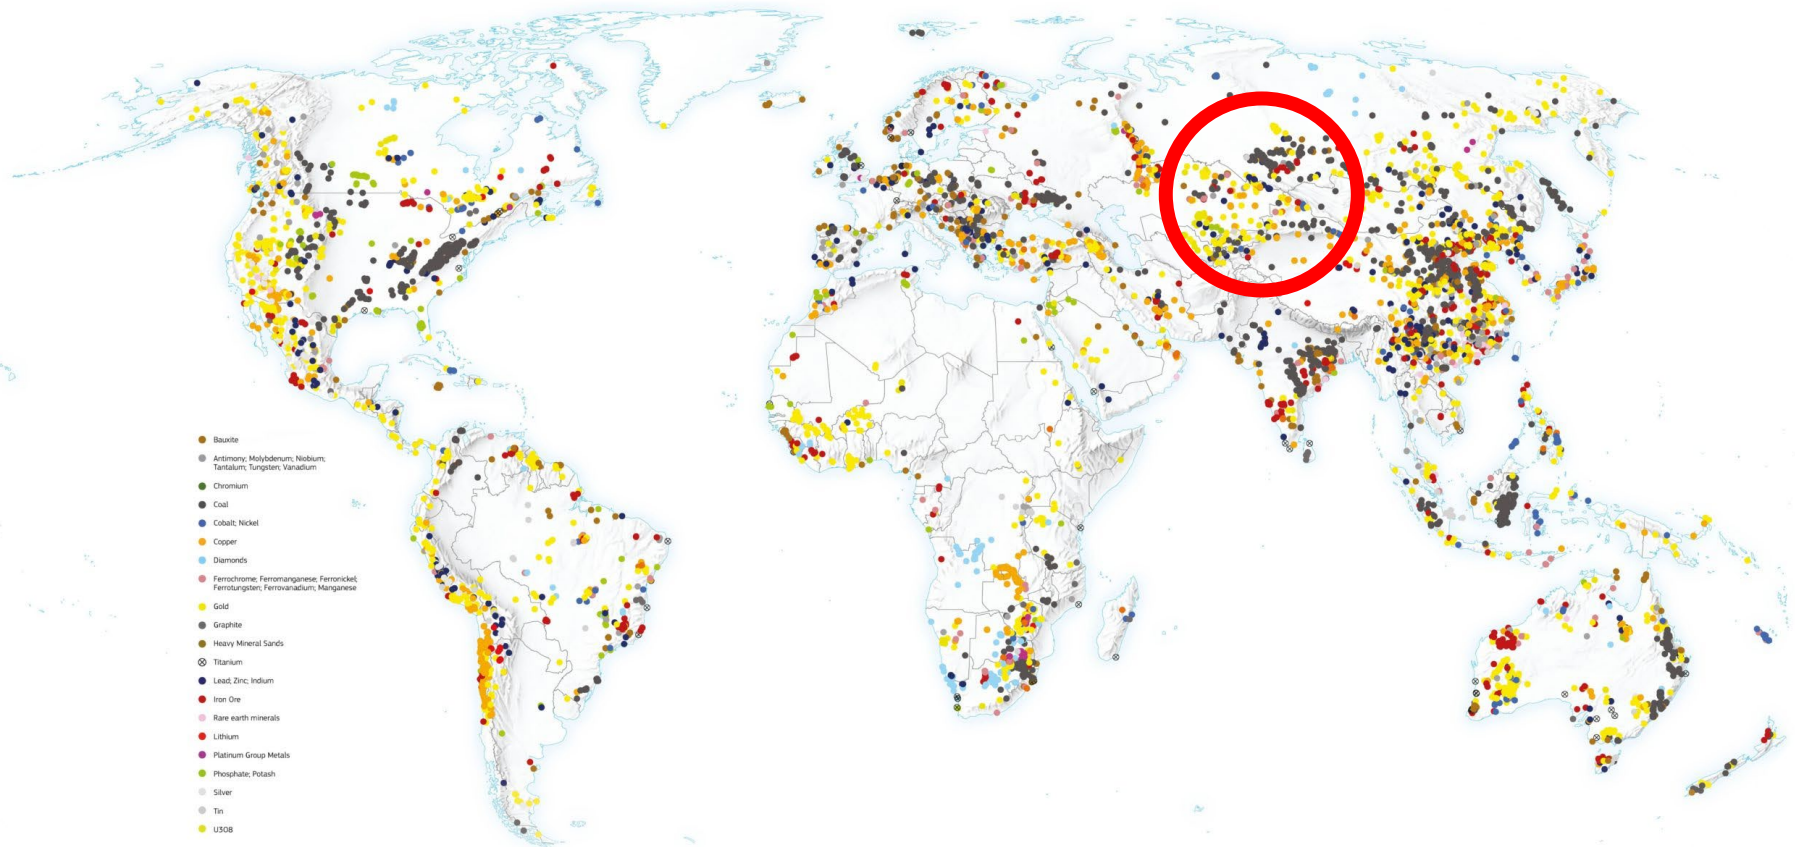 Bauxite
Antimony; Molybdenum; Niobium;
Tantalum; Tungsten; Vanadium
Chromium
Coal
Cobalt; Nickel
Copper
Diamonds
Ferrochrome; Ferromanganese; Ferronickel;
Ferrotungsten; Ferrovanadium; Manganese
Gold
Graphite
Heavy Mineral Sands
Titanium
Lead; Zinc; Indium
Iron Ore
Rare earth minerals
Lithium
Platinum Group Metals
Phosphate; Potash
Silver
Tin
U308